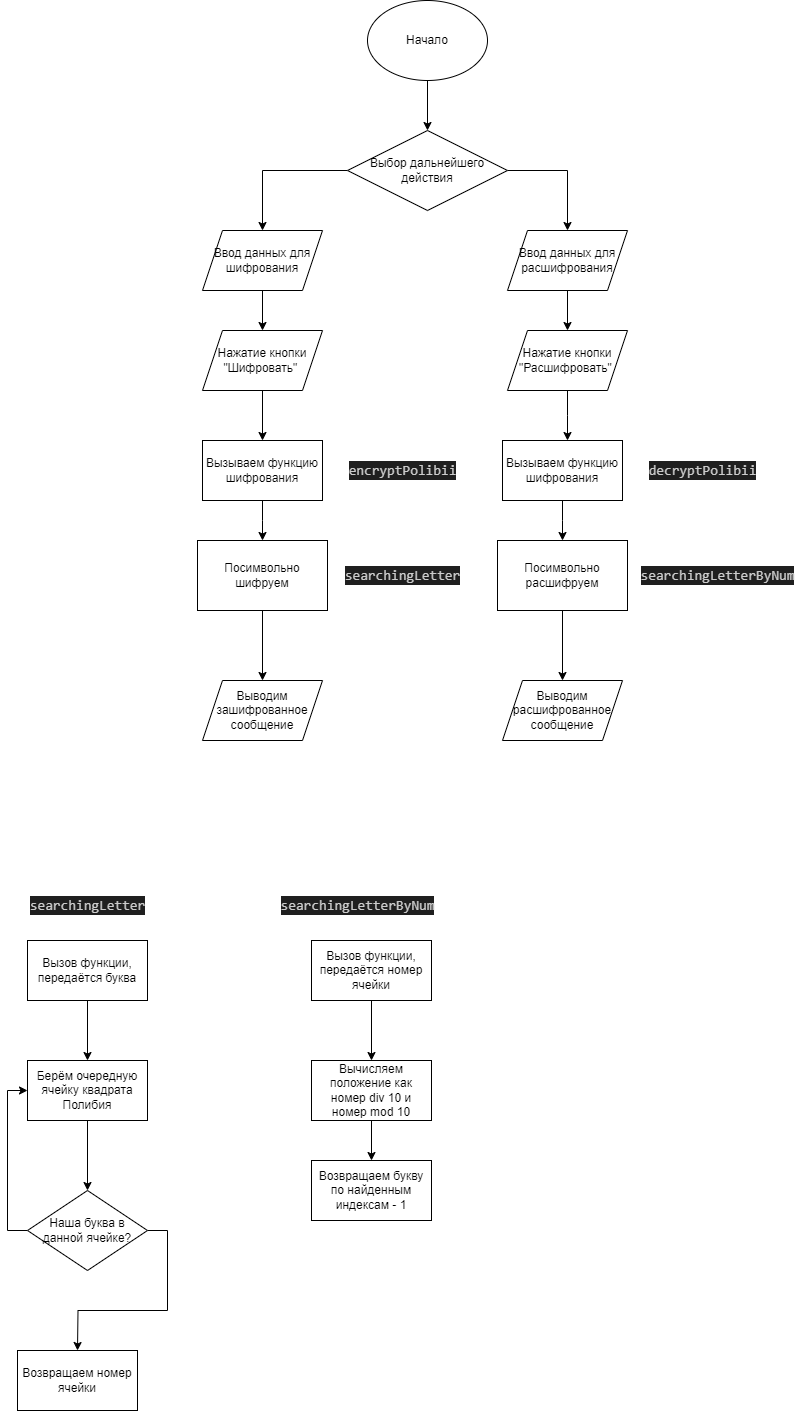 Начало
Выбор дальнейшего
действия
Ввод данных для
шифрования
Ввод данных для
расшифрования
Нажатие кнопки
"Шифровать"
Нажатие кнопки
"Расшифровать"
Вызываем функцию
шифрования
encryptPolibii
Вызываем функцию
шифрования
decryptPolibii
Посимвольно
шифруем
searchingLetter
Посимвольно
расшифруем
searchingLetterByNum
Выводим
зашифрованное
сообщение
Выводим
расшифрованное
сообщение
searchingLetter
Вызов функции,
передаётся буква
Берём очередную
ячейку квадрата
Полибия
Наша буква в
данной ячейке?
Возвращаем номер
ячейки
searchingLetterByNum
Вызов функции,
передаётся номер
ячейки
Вычисляем
положение как
номер div 10 и
номер mod 10
Возвращаем букву
по найденным
индексам - 1